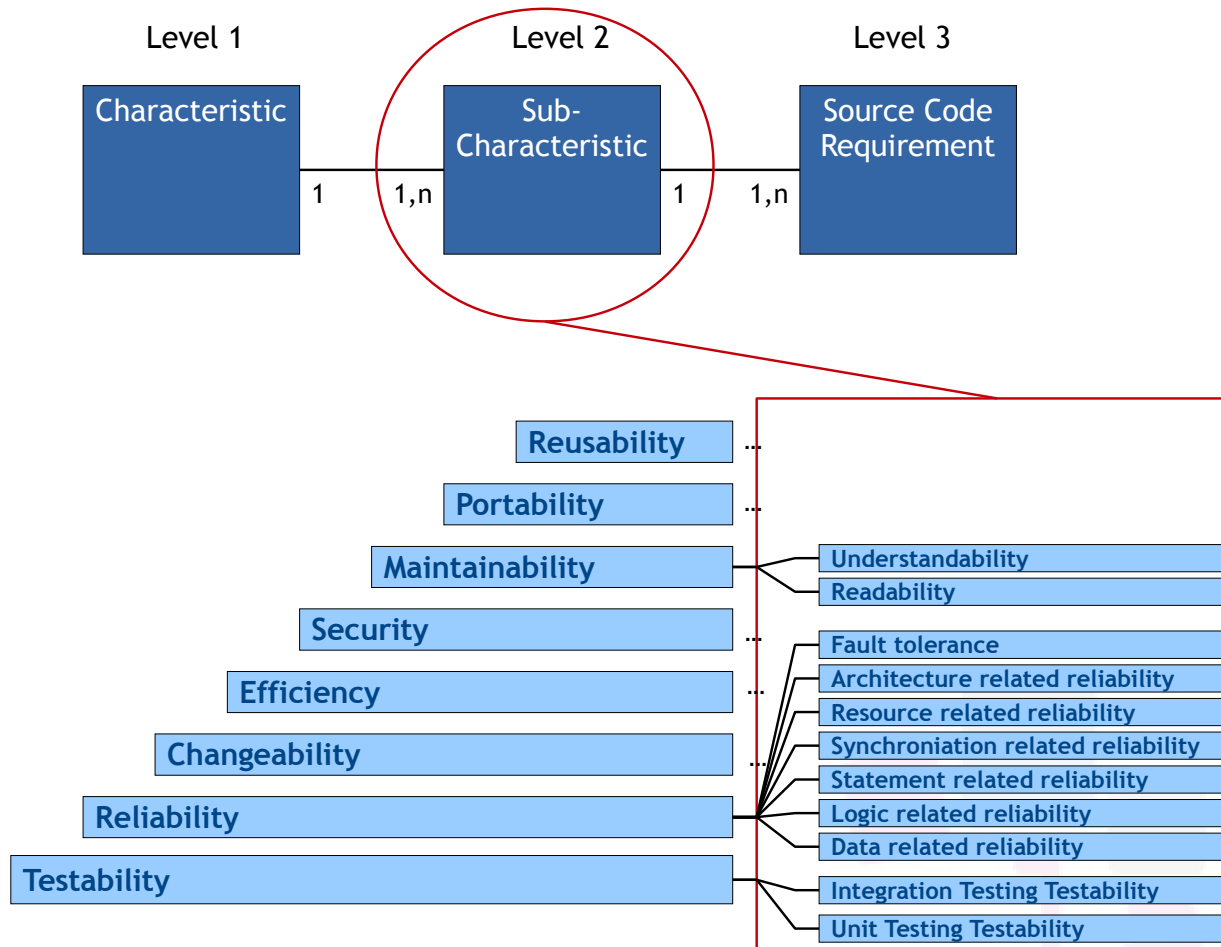 Level 1
Level 2
Level 3
Characteristic
Sub-
Characteristic
Source Code
Requirement
1
1,n
1
1,n
Reusability
...
Portability
...
Maintainability
Understandability
Readability
Security
...
Efficiency
...
Changeability
...
Reliability
Fault tolerance
Architecture related reliability
Resource related reliability
Synchroniation related reliability
Statement related reliability
Logic related reliability
Data related reliability
Testability
Integration Testing Testability
Unit Testing Testability